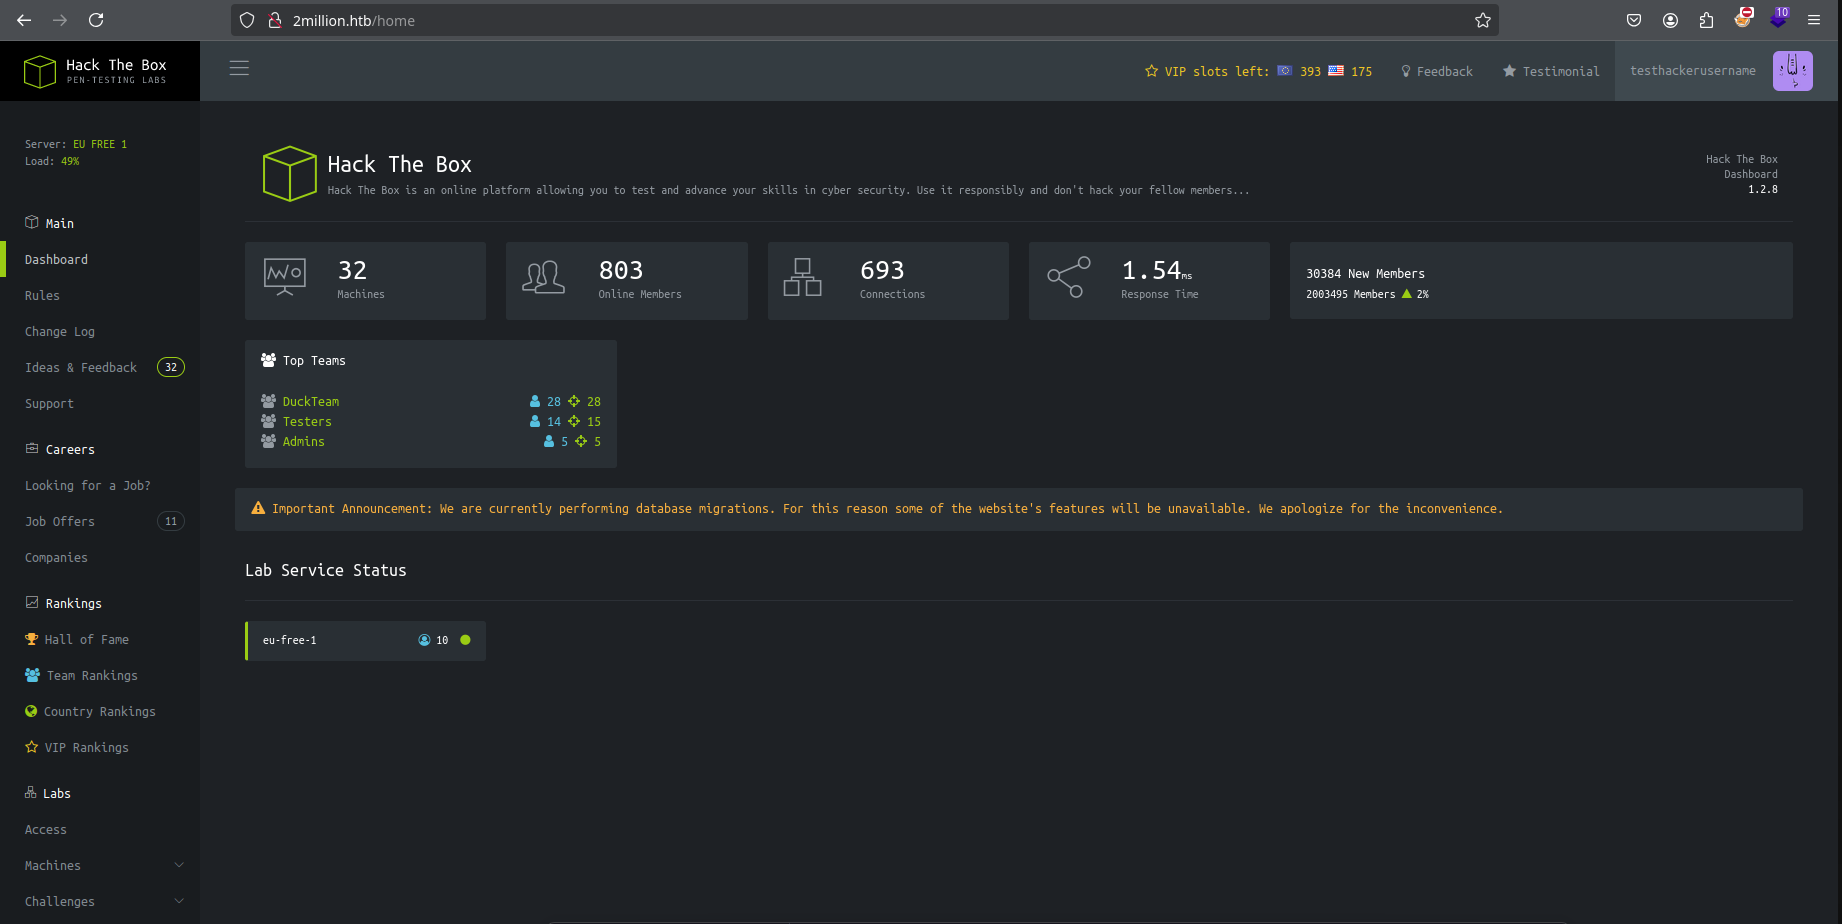 2million.htb/home
10
Hack The Box
PEN-TESTING LABS
VIP slots left: 393 175
Feedback
Testimonial
testhackerusername
Server: EU FREE 1
Load: 49%
Main
Dashboard
Rules
Change Log
Ideas & Feedback 32
Support
Careers
Looking for a Job?
Job Offers 11
Companies
Rankings
Hall of Fame
Team Rankings
Country Rankings
VIP Rankings
Labs
Access
Machines
Challenges
Hack The Box
Hack The Box is an online platform allowing you to test and advance your skills in cyber security. Use it responsibly and don't hack your fellow members...
Hack The Box
Dashboard
1.2.8
32
Machines
803
Online Members
693
Connections
1.54ms
Response Time
30384 New Members
2003495 Members 2%
Top Teams
DuckTeam 28 28
Testers 14 15
Admins 5 5
Important Announcement: We are currently performing database migrations. For this reason some of the website's features will be unavailable. We apologize for the inconvenience.
Lab Service Status
eu-free-1 10